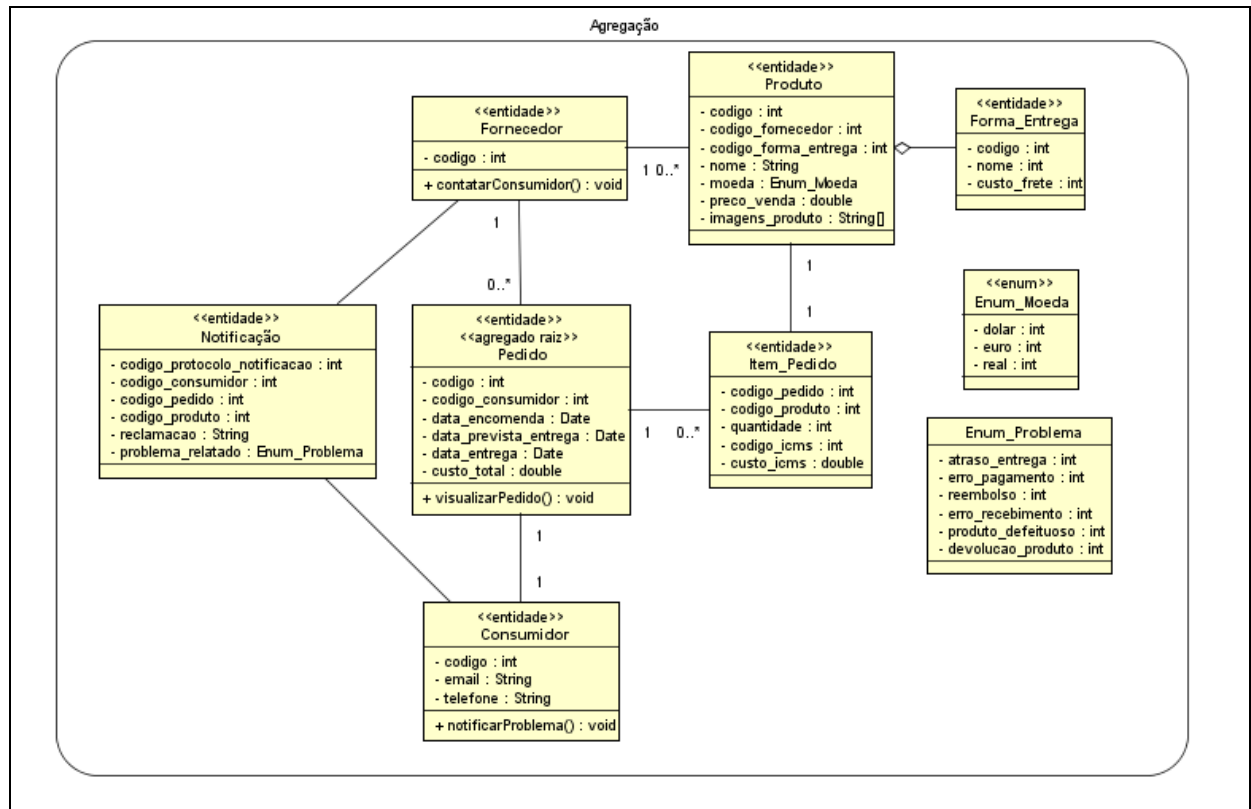 Agregação
<<entidade>>
Fornecedor
- codigo : int
+ contatarConsumidor() : void
1 0..*
<<entidade>>
Produto
- codigo : int
- codigo_fornecedor : int
- codigo_forma_entrega : int
- nome : String
- moeda : Enum_Moeda
- preco_venda : double
- imagens_produto : String[]
<<entidade>>
Forma_Entrega
- codigo : int
- nome : int
- custo_frete : int
1
0..*
1
1
<<enum>>
Enum_Moeda
- dolar : int
- euro : int
- real : int
<<entidade>>
Notificação
- codigo_protocolo_notificacao : int
- codigo_consumidor : int
- codigo_pedido : int
- codigo_produto : int
- reclamacao : String
- problema_relatado : Enum_Problema
<<entidade>>
<<agregado raiz>>
Pedido
- codigo : int
- codigo_consumidor : int
- data_encomenda : Date
- data_prevista_entrega : Date
- data_entrega : Date
- custo_total : double
+ visualizarPedido() : void
1 0..*
<<entidade>>
Item_Pedido
- codigo_pedido : int
- codigo_produto : int
- quantidade : int
- codigo_icms : int
- custo_icms : double
Enum_Problema
- atraso_entrega : int
- erro_pagamento : int
- reembolso : int
- erro_recebimento : int
- produto_defeituoso : int
- devolucao_produto : int
1
1
<<entidade>>
Consumidor
- codigo : int
- email : String
- telefone : String
+ notificarProblema() : void